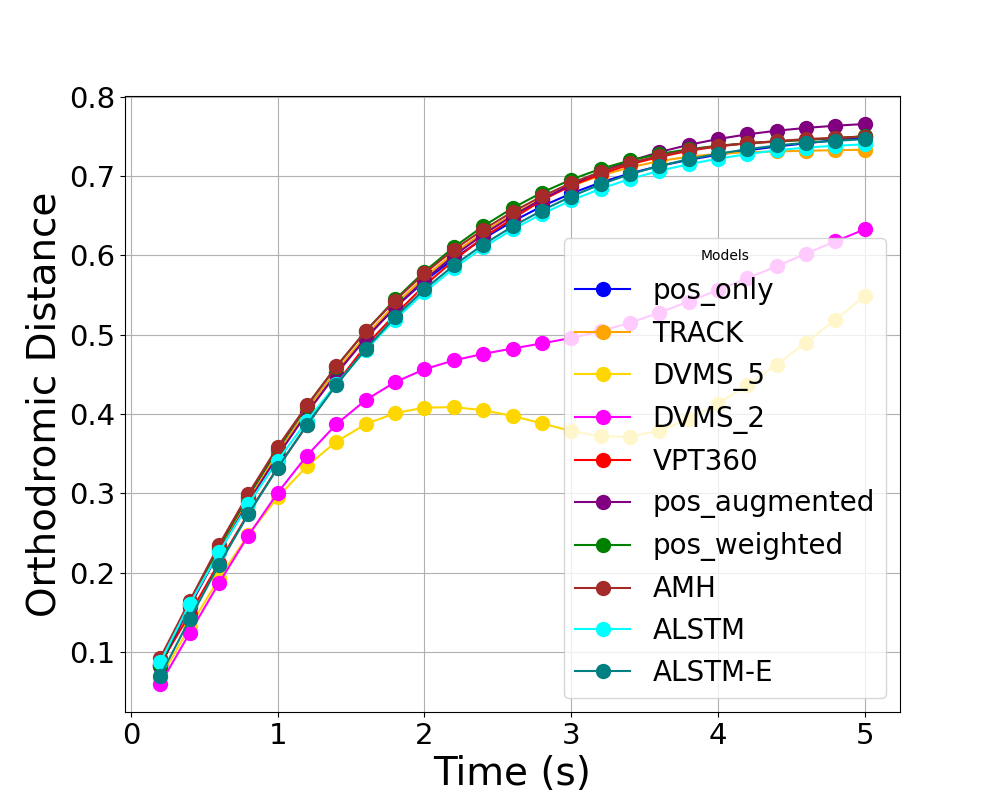 0.8
0.7
0.6
0.5
0.4
0.3
0.2
0.1
Orthodromic Distance
Models
pos_only
TRACK
DVMS_5
DVMS_2
VPT360
pos_augmented
pos_weighted
AMH
ALSTM
ALSTM-E
0 1 2 3 4 5
Time (s)